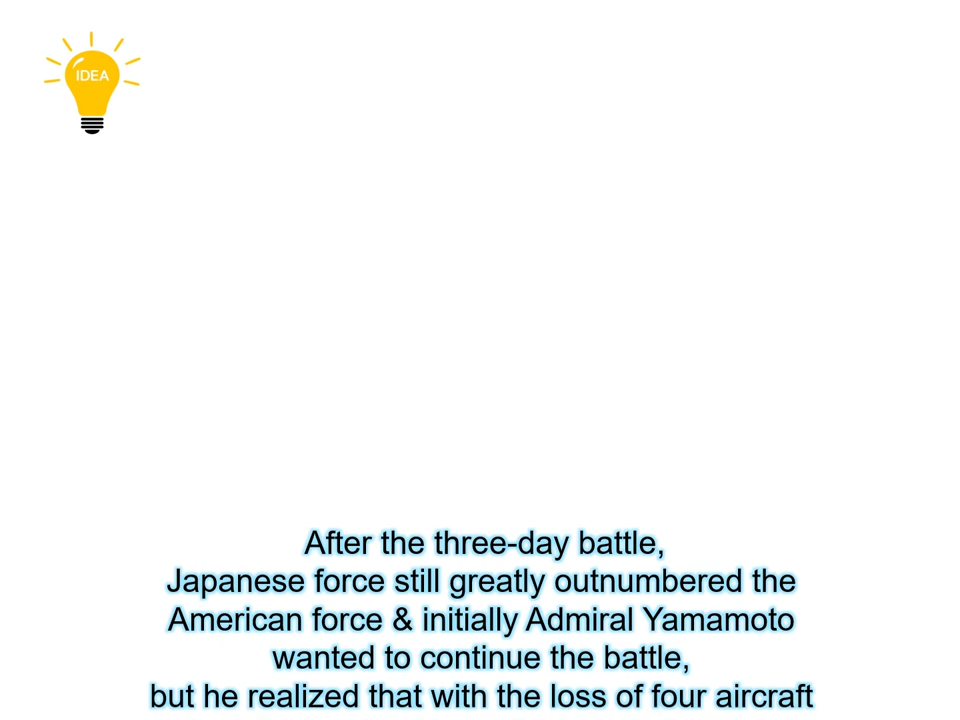 IDEA
After the three-day battle,
Japanese force still greatly outnumbered the
American force & initially Admiral Yamamoto
wanted to continue the battle,
but he realized that with the loss of four aircraft